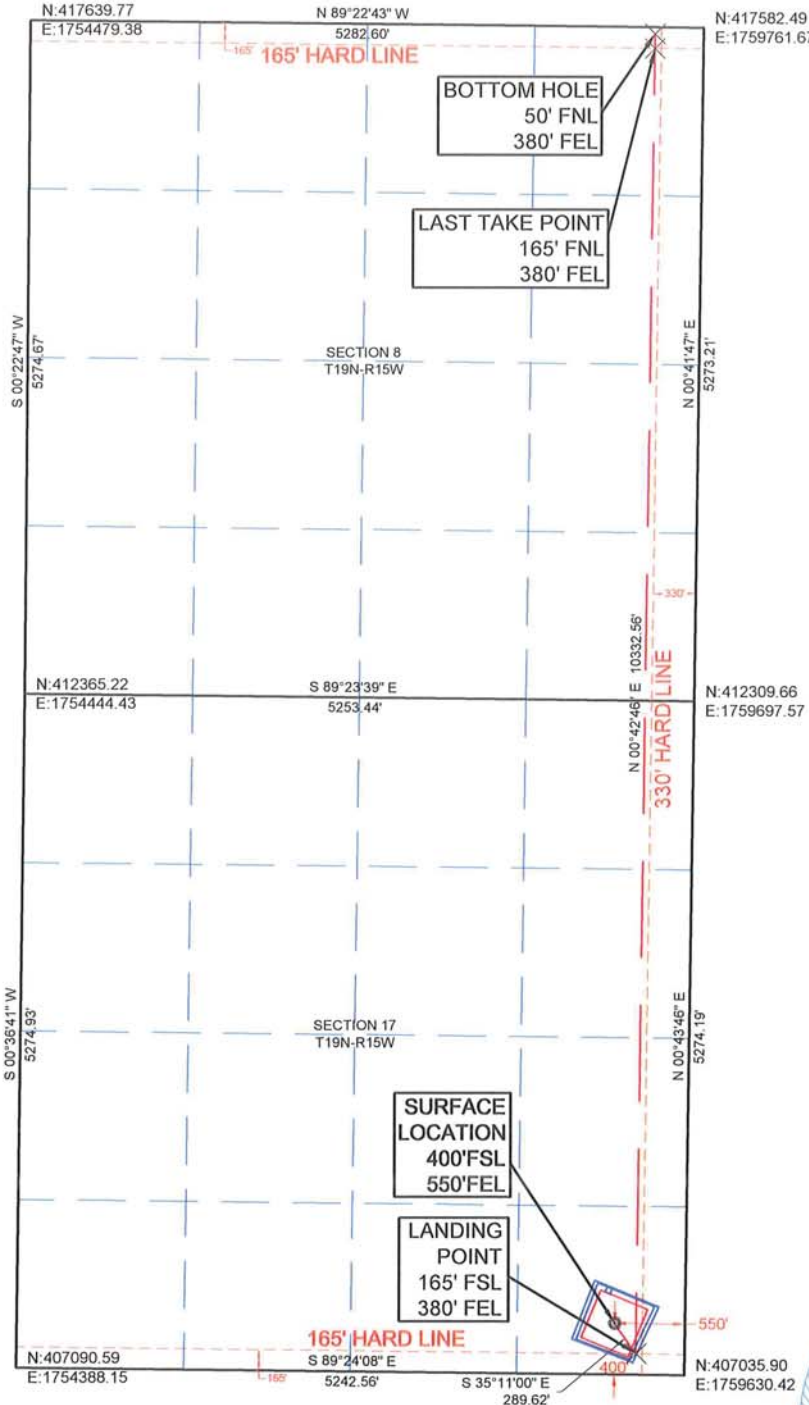 N:417639.77
E:1754479.38
N 89°22'43" W
5282.60'
N:417582.49
E:1759761.67
165'
165' HARD LINE
BOTTOM HOLE
50' FNL
380' FEL
LAST TAKE POINT
165' FNL
380' FEL
S 00°22'47" W
5274.67'
SECTION 8
T19N-R15W
N 00°41'47" E
5273.21'
330'
N 00°42'46" E 10332.56'
330' HARD LINE
N:412365.22
E:1754444.43
S 89°23'39" E
5253.44'
N:412309.66
E:1759697.57
S 00°36'41" W
5274.93'
SECTION 17
T19N-R15W
N 00°43'46" E
5274.19'
SURFACE
LOCATION
400'FSL
550'FEL
LANDING
POINT
165' FSL
380' FEL
550'
165' HARD LINE
400'
N:407090.59
E:1754388.15
165'
S 89°24'08" E
5242.56'
S 35°11'00" E
289.62'
N:407035.90
E:1759630.42